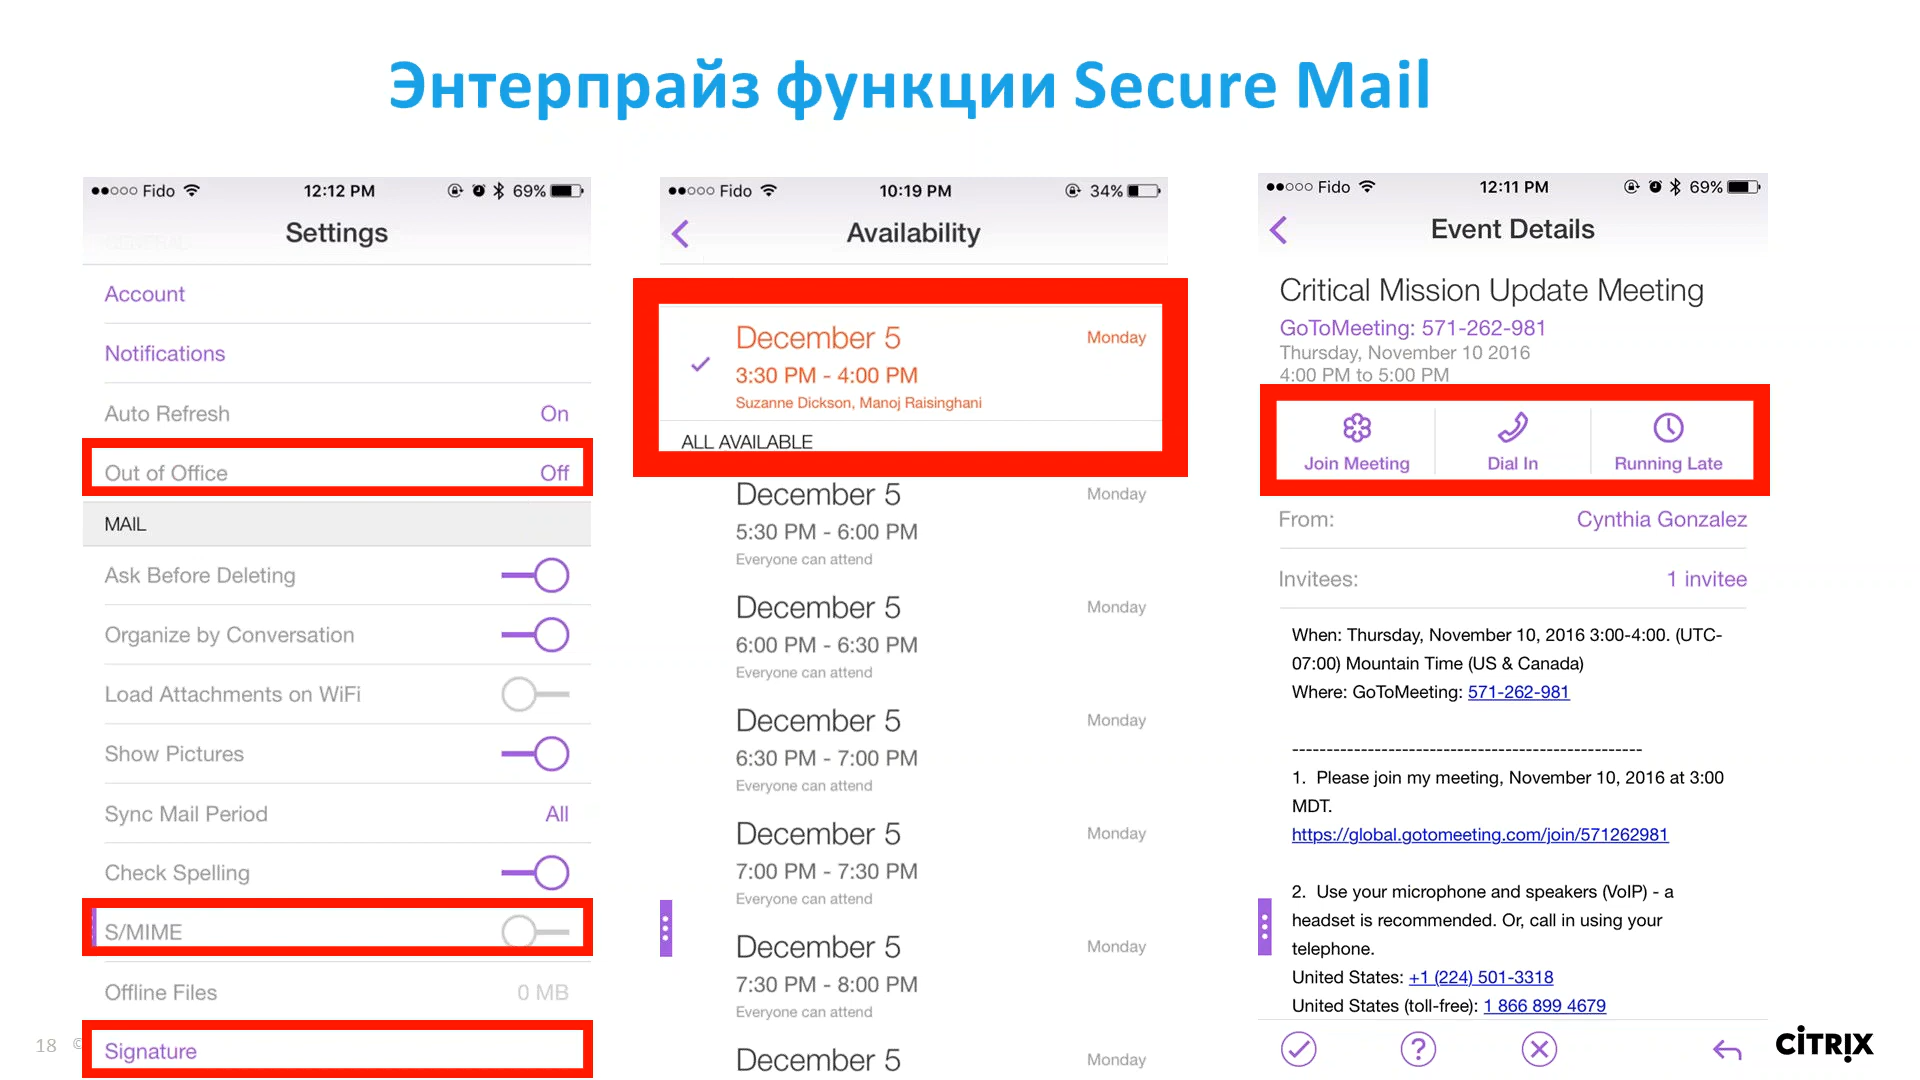 Энтерпрайз функции Secure Mail
Fido 12:12 PM 69%
Settings
GENERAL
Account
Notifications
Auto Refresh On
Out of Office Off
MAIL
Ask Before Deleting
Organize by Conversation
Load Attachments on WiFi
Show Pictures
Sync Mail Period All
Check Spelling
S/MIME
Offline Files 0 MB
Signature
Fido 10:19 PM 34%
Availability
December 5 Monday
3:30 PM - 4:00 PM
Suzanne Dickson, Manoj Raisinghani
ALL AVAILABLE
December 5 Monday
5:30 PM - 6:00 PM
Everyone can attend
December 5 Monday
6:00 PM - 6:30 PM
Everyone can attend
December 5 Monday
6:30 PM - 7:00 PM
Everyone can attend
December 5 Monday
7:00 PM - 7:30 PM
Everyone can attend
December 5 Monday
7:30 PM - 8:00 PM
Everyone can attend
December 5 Monday
Fido 12:11 PM 69%
Event Details
Critical Mission Update Meeting
GoToMeeting: 571-262-981
Thursday, November 10 2016
4:00 PM to 5:00 PM
Join Meeting Dial In Running Late
From: Cynthia Gonzalez
Invitees: 1 invitee
When: Thursday, November 10, 2016 3:00-4:00. (UTC-
07:00) Mountain Time (US & Canada)
Where: GoToMeeting: 571-262-981
---------------------------------------------------
1. Please join my meeting, November 10, 2016 at 3:00
MDT.
https://global.gotomeeting.com/join/571262981
2. Use your microphone and speakers (VoIP) - a
headset is recommended. Or, call in using your
telephone.
United States: +1 (224) 501-3318
United States (toll-free): 1 866 899 4679
18 ©
CITRIX